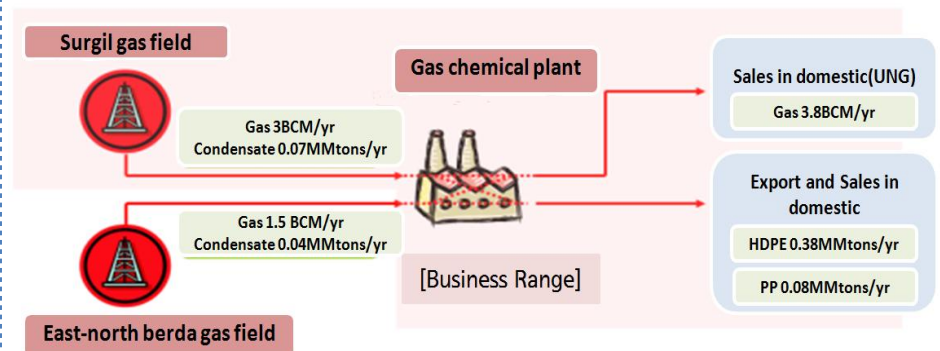 Surgil gas field
Gas chemical plant
Gas 3BCM/yr
Condensate 0.07MMtons/yr
Sales in domestic(UNG)
Gas 3.8BCM/yr
Gas 1.5 BCM/yr
Condensate 0.04MMtons/yr
Export and Sales in
domestic
HDPE 0.38MMtons/yr
PP 0.08MMtons/yr
[Business Range]
East-north berda gas field